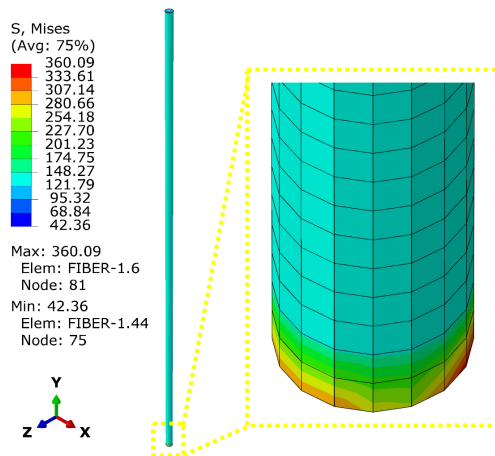 S, Mises
(Avg: 75%)
360.09
333.61
307.14
280.66
254.18
227.70
201.23
174.75
148.27
121.79
95.32
68.84
42.36
Max: 360.09
Elem: FIBER-1.6
Node: 81
Min: 42.36
Elem: FIBER-1.44
Node: 75
Y
Z X